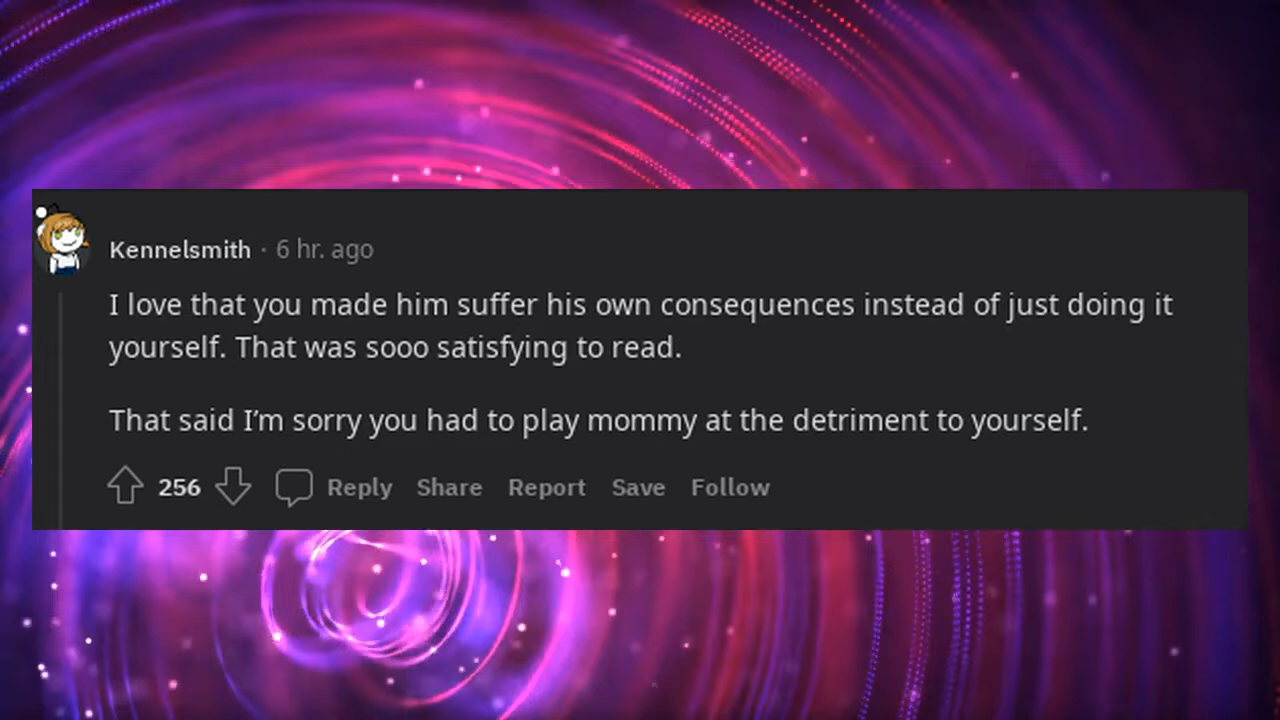 Kennelsmith · 6 hr. ago
I love that you made him suffer his own consequences instead of just doing it
yourself. That was sooo satisfying to read.
That said I’m sorry you had to play mommy at the detriment to yourself.
256 Reply Share Report Save Follow